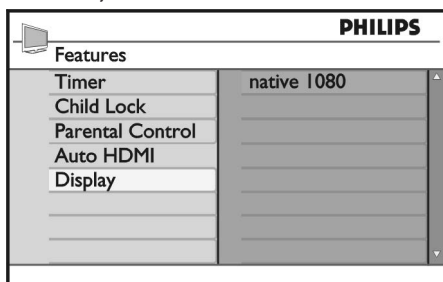 PHILIPS
Features
Timer native 1080
Child Lock
Parental Control
Auto HDMI
Display